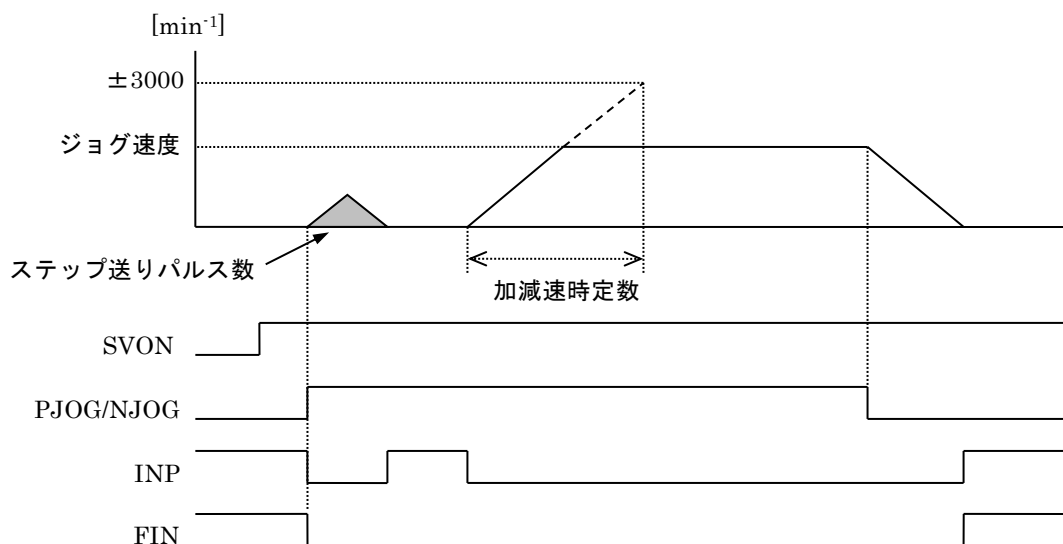 [min⁻¹]
±3000
ジョグ速度
ステップ送りパルス数
加減速時定数
SVON
PJOG/NJOG
INP
FIN